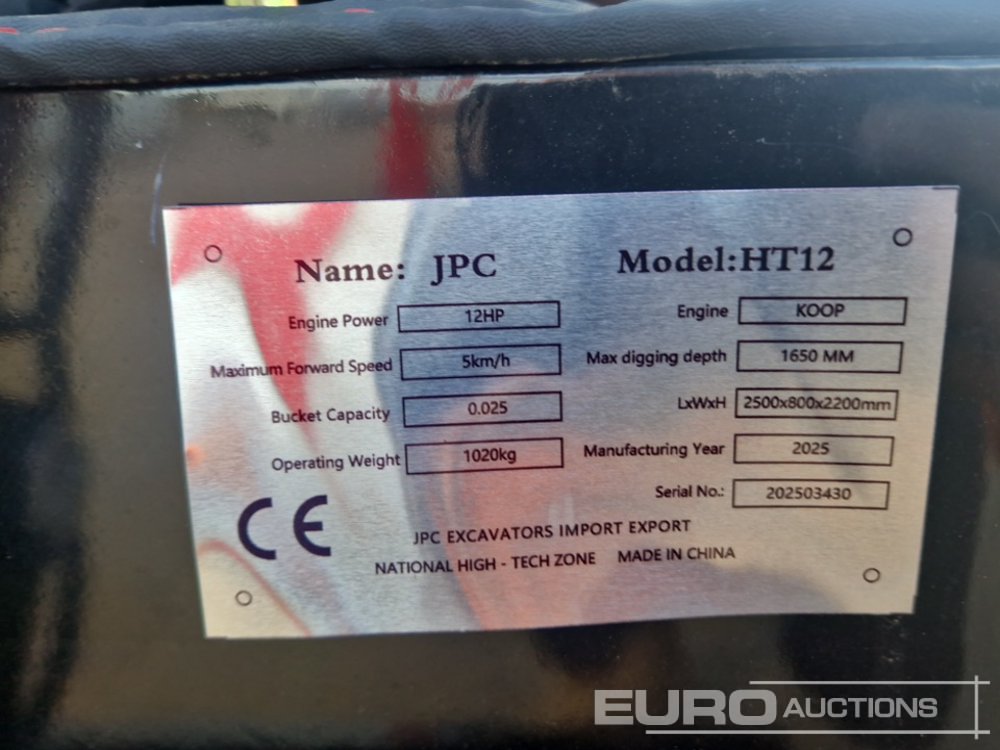 Name: JPC Model:HT12
Engine Power 12HP Engine KOOP
Maximum Forward Speed 5km/h Max digging depth 1650 MM
Bucket Capacity 0.025 LxWxH 2500x800x2200mm
Operating Weight 1020kg Manufacturing Year 2025
Serial No.: 202503430
CE JPC EXCAVATORS IMPORT EXPORT
NATIONAL HIGH - TECH ZONE MADE IN CHINA
EURO AUCTIONS